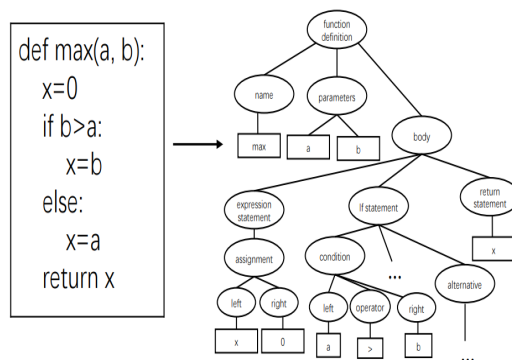 def max(a, b):
x=0
if b>a:
x=b
else:
x=a
return x
function
definition
name
parameters
max
a
b
body
expression
statement
If statement
return
statement
x
assignment
condition
...
alternative
left
right
left
operator
right
x
0
a
>
b
...